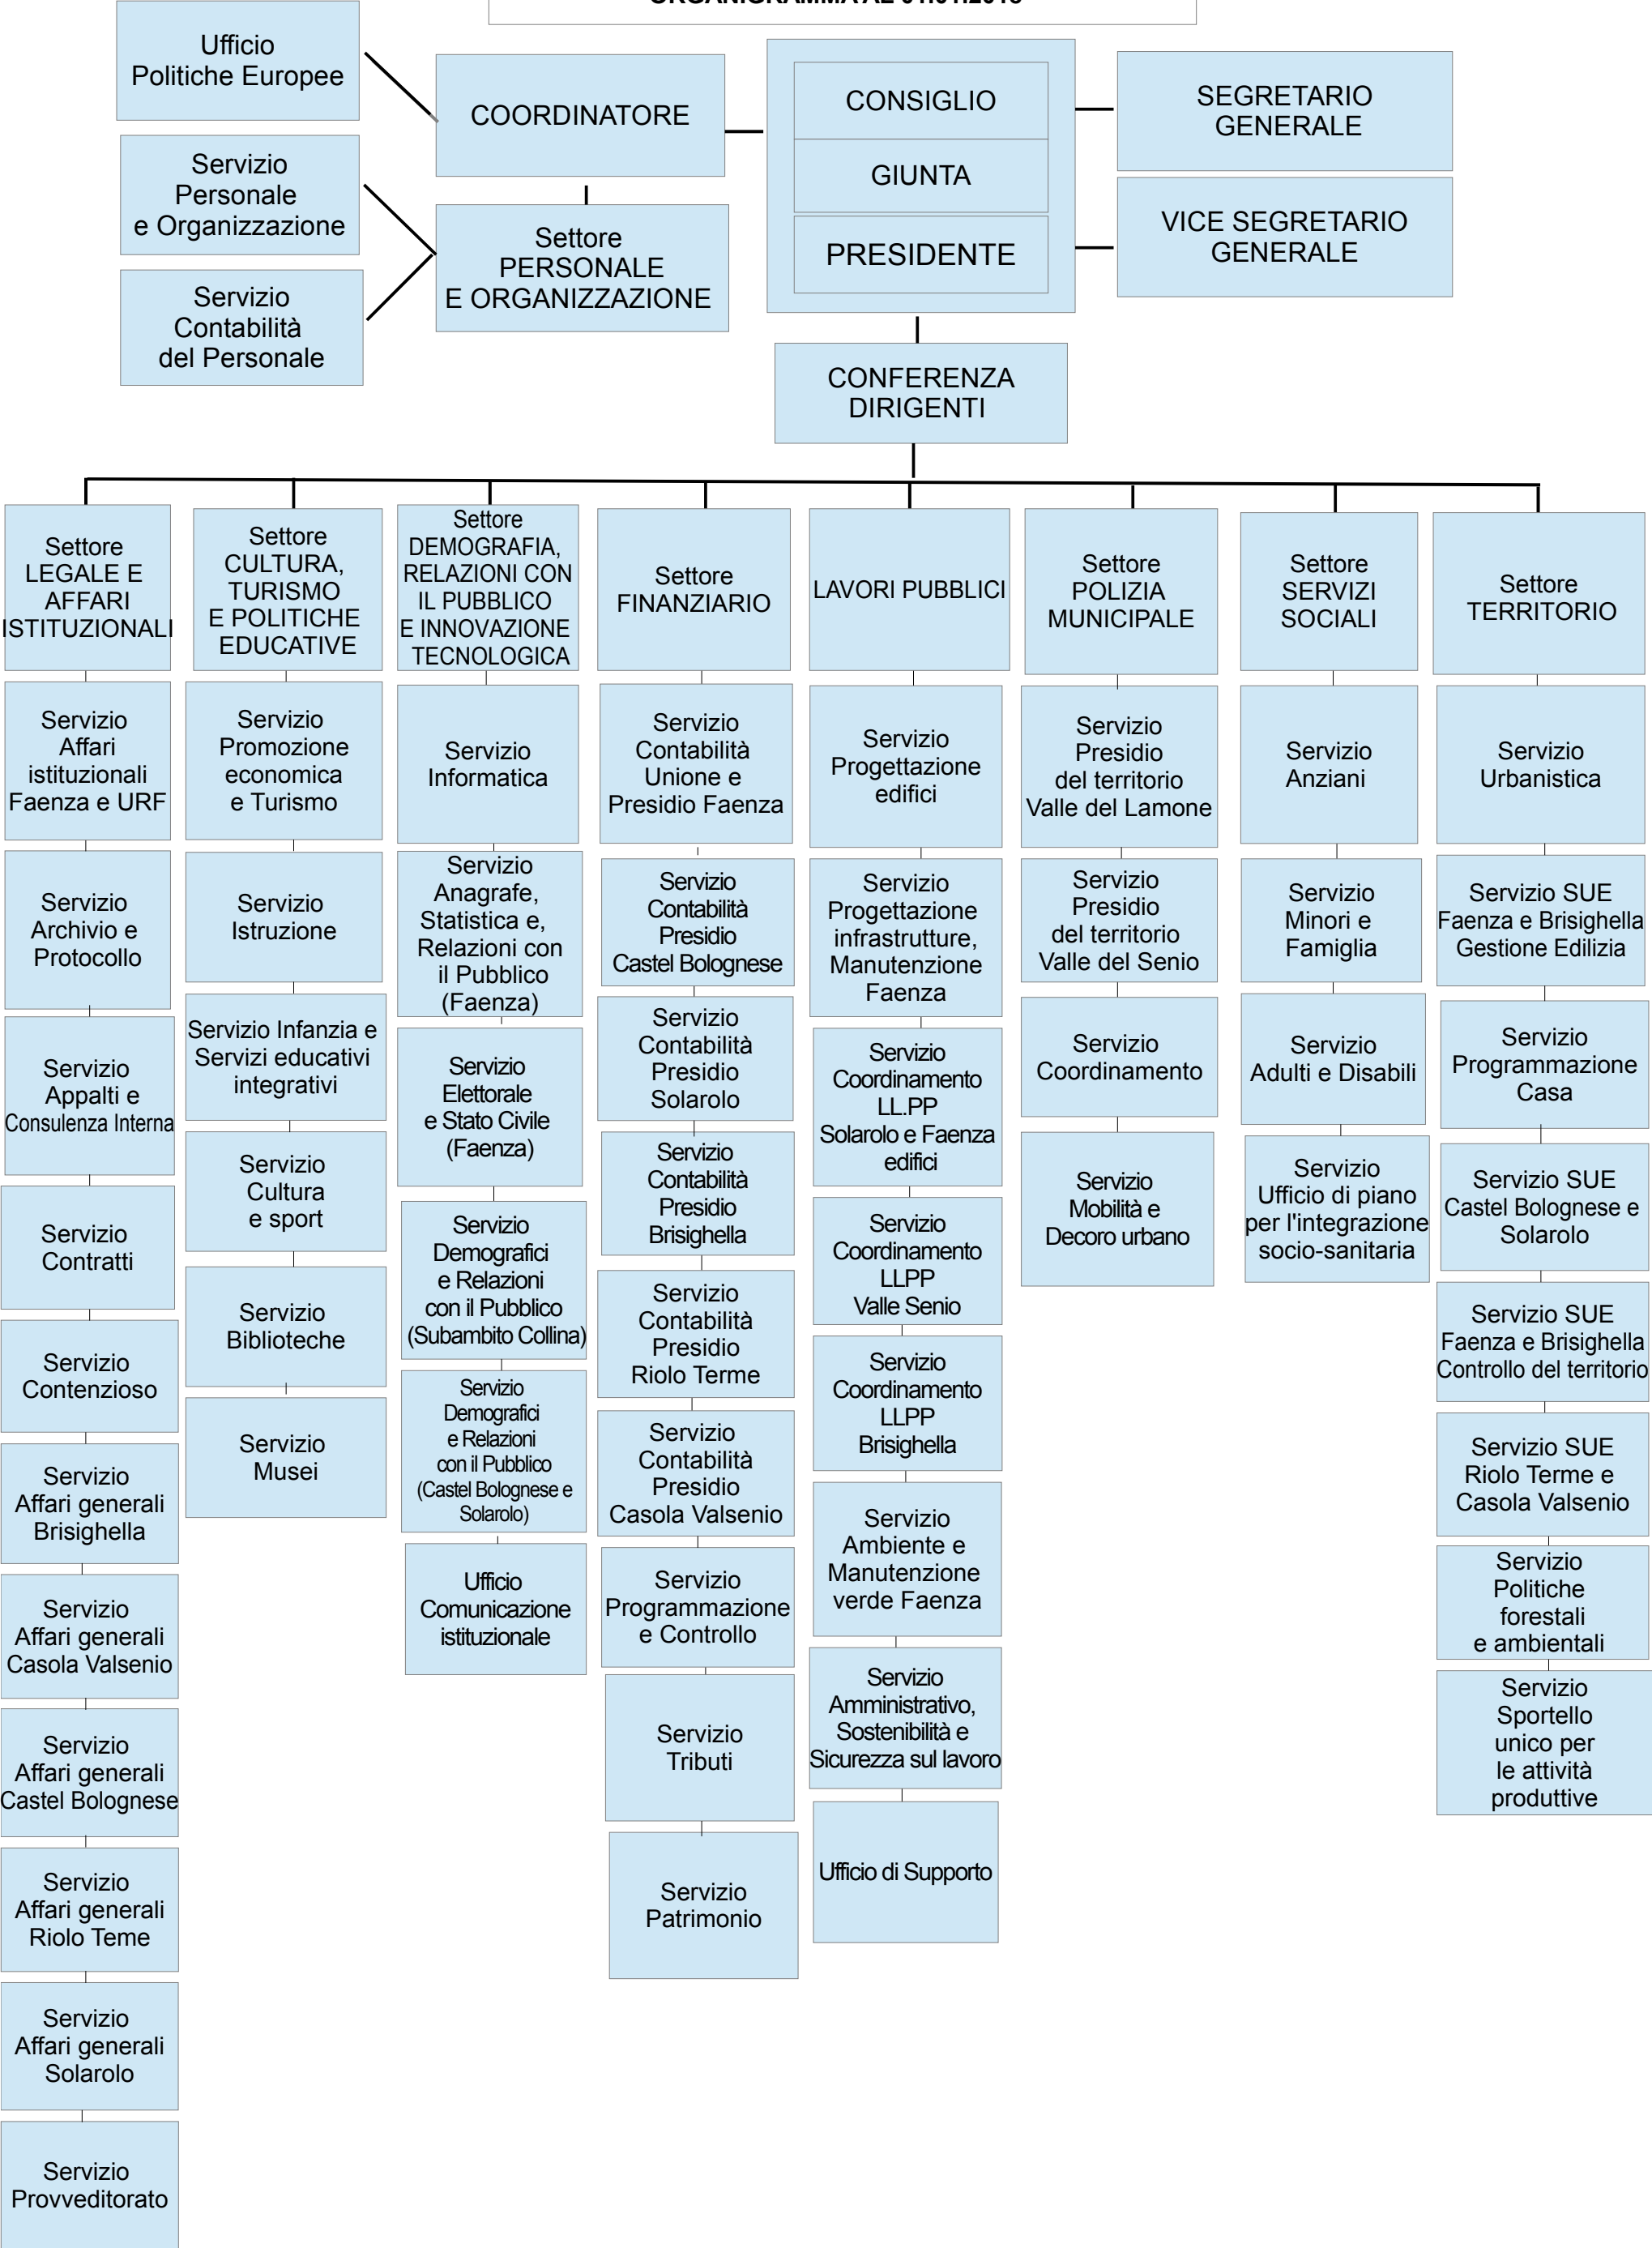 Ufficio
Politiche Europee
COORDINATORE
CONSIGLIO
GIUNTA
PRESIDENTE
SEGRETARIO
GENERALE
VICE SEGRETARIO
GENERALE
Servizio
Personale
e Organizzazione
Settore
PERSONALE
E ORGANIZZAZIONE
Servizio
Contabilità
del Personale
CONFERENZA
DIRIGENTI
Settore
LEGALE E
AFFARI
ISTITUZIONALI
Servizio
Affari
istituzionali
Faenza e URF
Servizio
Archivio e
Protocollo
Servizio
Appalti e
Consulenza Interna
Servizio
Contratti
Servizio
Contenzioso
Servizio
Affari generali
Brisighella
Servizio
Affari generali
Casola Valsenio
Servizio
Affari generali
Castel Bolognese
Servizio
Affari generali
Riolo Teme
Servizio
Affari generali
Solarolo
Servizio
Provveditorato
Settore
CULTURA,
TURISMO
E POLITICHE
EDUCATIVE
Servizio
Promozione
economica
e Turismo
Servizio
Istruzione
Servizio Infanzia e
Servizi educativi
integrativi
Servizio
Cultura
e sport
Servizio
Biblioteche
Servizio
Musei
Settore
DEMOGRAFIA,
RELAZIONI CON
IL PUBBLICO
E INNOVAZIONE
TECNOLOGICA
Servizio
Informatica
Servizio
Anagrafe,
Statistica e,
Relazioni con
il Pubblico
(Faenza)
Servizio
Elettorale
e Stato Civile
(Faenza)
Servizio
Demografici
e Relazioni
con il Pubblico
(Subambito Collina)
Servizio
Demografici
e Relazioni
con il Pubblico
(Castel Bolognese e
Solarolo)
Ufficio
Comunicazione
istituzionale
Settore
FINANZIARIO
Servizio
Contabilità
Unione e
Presidio Faenza
Servizio
Contabilità
Presidio
Castel Bolognese
Servizio
Contabilità
Presidio
Solarolo
Servizio
Contabilità
Presidio
Brisighella
Servizio
Contabilità
Presidio
Riolo Terme
Servizio
Contabilità
Presidio
Casola Valsenio
Servizio
Programmazione
e Controllo
Servizio
Tributi
Servizio
Patrimonio
LAVORI PUBBLICI
Servizio
Progettazione
edifici
Servizio
Progettazione
infrastrutture,
Manutenzione
Faenza
Servizio
Coordinamento
LL.PP
Solarolo e Faenza
edifici
Servizio
Coordinamento
LLPP
Valle Senio
Servizio
Coordinamento
LLPP
Brisighella
Servizio
Ambiente e
Manutenzione
verde Faenza
Servizio
Amministrativo,
Sostenibilità e
Sicurezza sul lavoro
Ufficio di Supporto
Settore
POLIZIA
MUNICIPALE
Servizio
Presidio
del territorio
Valle del Lamone
Servizio
Presidio
del territorio
Valle del Senio
Servizio
Coordinamento
Servizio
Mobilità e
Decoro urbano
Settore
SERVIZI
SOCIALI
Servizio
Anziani
Servizio
Minori e
Famiglia
Servizio
Adulti e Disabili
Servizio
Ufficio di piano
per l'integrazione
socio-sanitaria
Settore
TERRITORIO
Servizio
Urbanistica
Servizio SUE
Faenza e Brisighella
Gestione Edilizia
Servizio
Programmazione
Casa
Servizio SUE
Castel Bolognese e
Solarolo
Servizio SUE
Faenza e Brisighella
Controllo del territorio
Servizio SUE
Riolo Terme e
Casola Valsenio
Servizio
Politiche
forestali
e ambientali
Servizio
Sportello
unico per
le attività
produttive